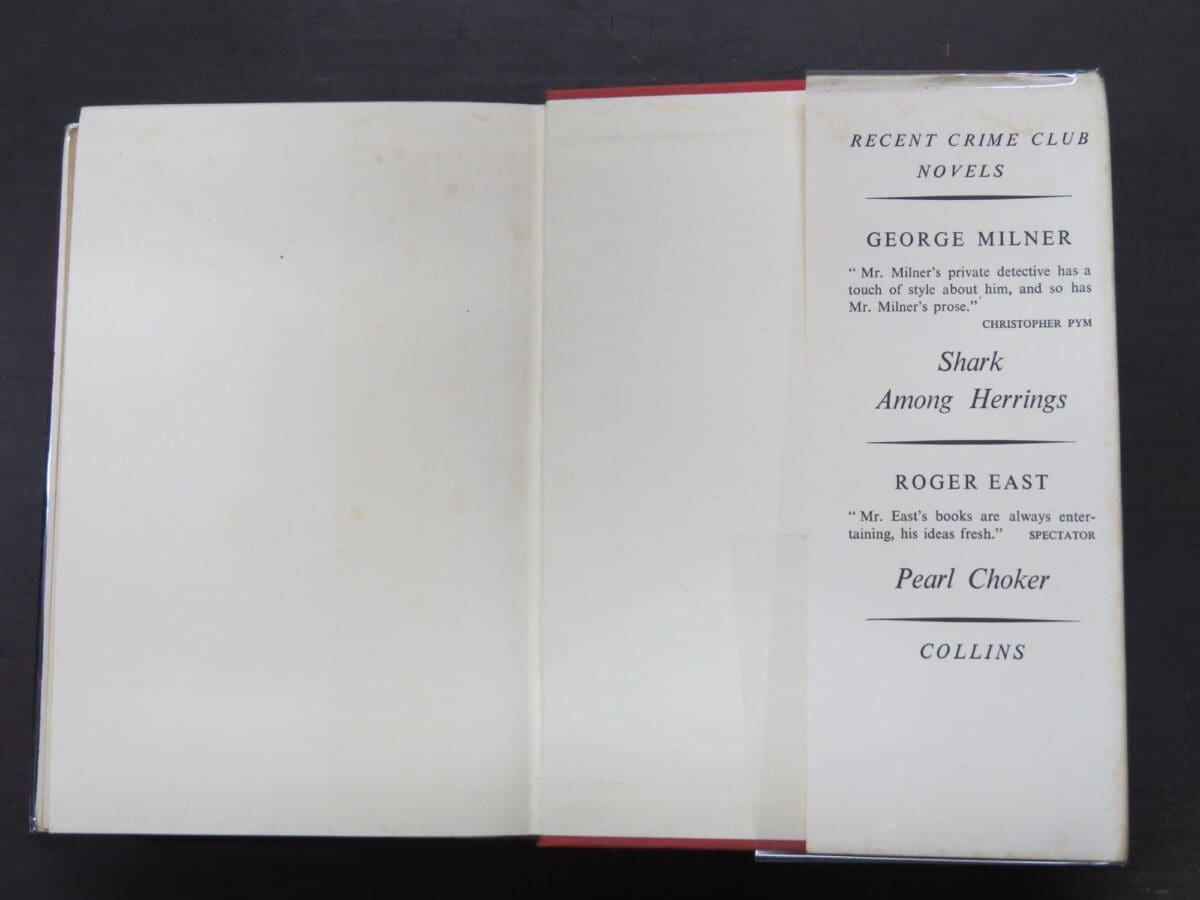 RECENT CRIME CLUB
NOVELS
GEORGE MILNER
“ Mr. Milner's private detective has a
touch of style about him, and so has
Mr. Milner's prose.”
CHRISTOPHER PYM
Shark
Among Herrings
ROGER EAST
“ Mr. East's books are always enter-
taining, his ideas fresh.” SPECTATOR
Pearl Choker
COLLINS